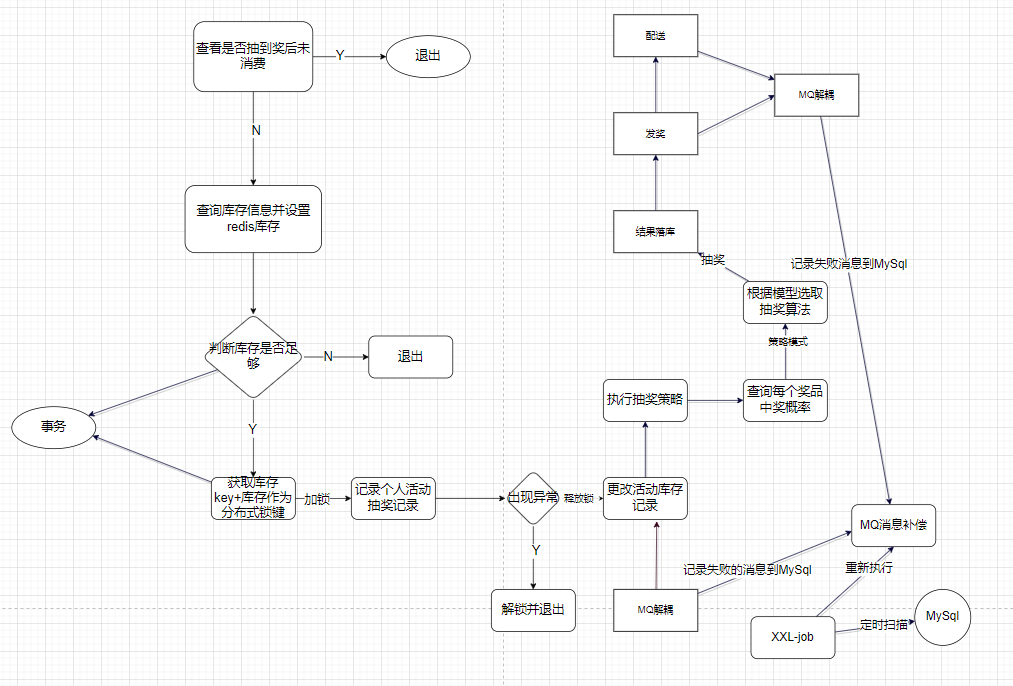 查看是否抽到奖后未
消费
Y
退出
N
查询库存信息并设置
redis库存
判断库存是否足
够
N
退出
Y
事务
获取库存
key+库存作为
分布式锁键
加锁
记录个人活动
抽奖记录
出现异常
释放锁
Y
解锁并退出
更改活动库存
记录
MQ解耦
记录失败的消息到MySql
执行抽奖策略
查询每个奖品
中奖概率
策略模式
根据模型选取
抽奖算法
抽奖
结果落库
发奖
配送
MQ解耦
记录失败消息到MySql
MQ消息补偿
重新执行
XXL-job
定时扫描
MySql